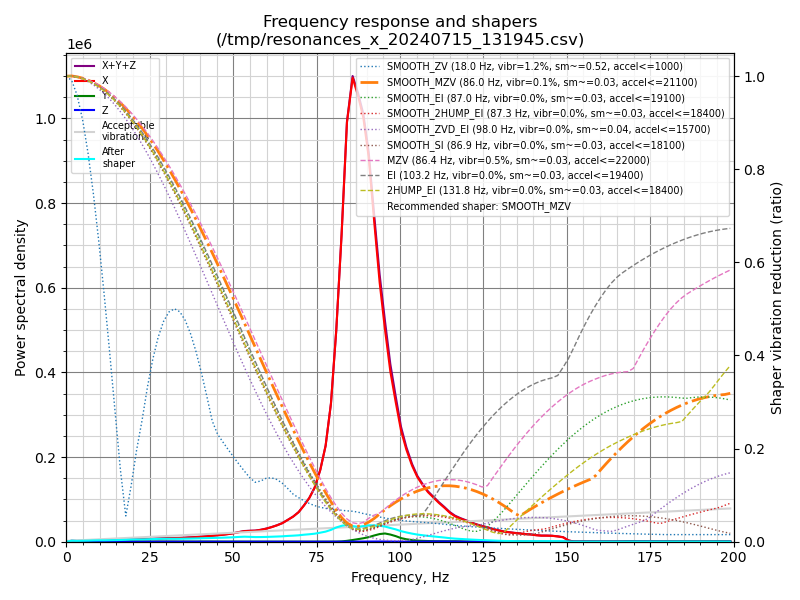 Frequency response and shapers
(/tmp/resonances_x_20240715_131945.csv)
1e6
X+Y+Z
X
Y
Z
Acceptable
vibrations
After
shaper
SMOOTH_ZV (18.0 Hz, vibr=1.2%, sm~=0.52, accel<=1000)
SMOOTH_MZV (86.0 Hz, vibr=0.1%, sm~=0.03, accel<=21100)
SMOOTH_EI (87.0 Hz, vibr=0.0%, sm~=0.03, accel<=19100)
SMOOTH_2HUMP_EI (87.3 Hz, vibr=0.0%, sm~=0.03, accel<=18400)
SMOOTH_ZVD_EI (98.0 Hz, vibr=0.0%, sm~=0.04, accel<=15700)
SMOOTH_SI (86.9 Hz, vibr=0.0%, sm~=0.03, accel<=18100)
MZV (86.4 Hz, vibr=0.5%, sm~=0.03, accel<=22000)
EI (103.2 Hz, vibr=0.0%, sm~=0.03, accel<=19400)
2HUMP_EI (131.8 Hz, vibr=0.0%, sm~=0.03, accel<=18400)
Recommended shaper: SMOOTH_MZV
Power spectral density
1.0
0.8
0.6
0.4
0.2
0.0
Shaper vibration reduction (ratio)
1.0
0.8
0.6
0.4
0.2
0.0
0 25 50 75 100 125 150 175 200
Frequency, Hz